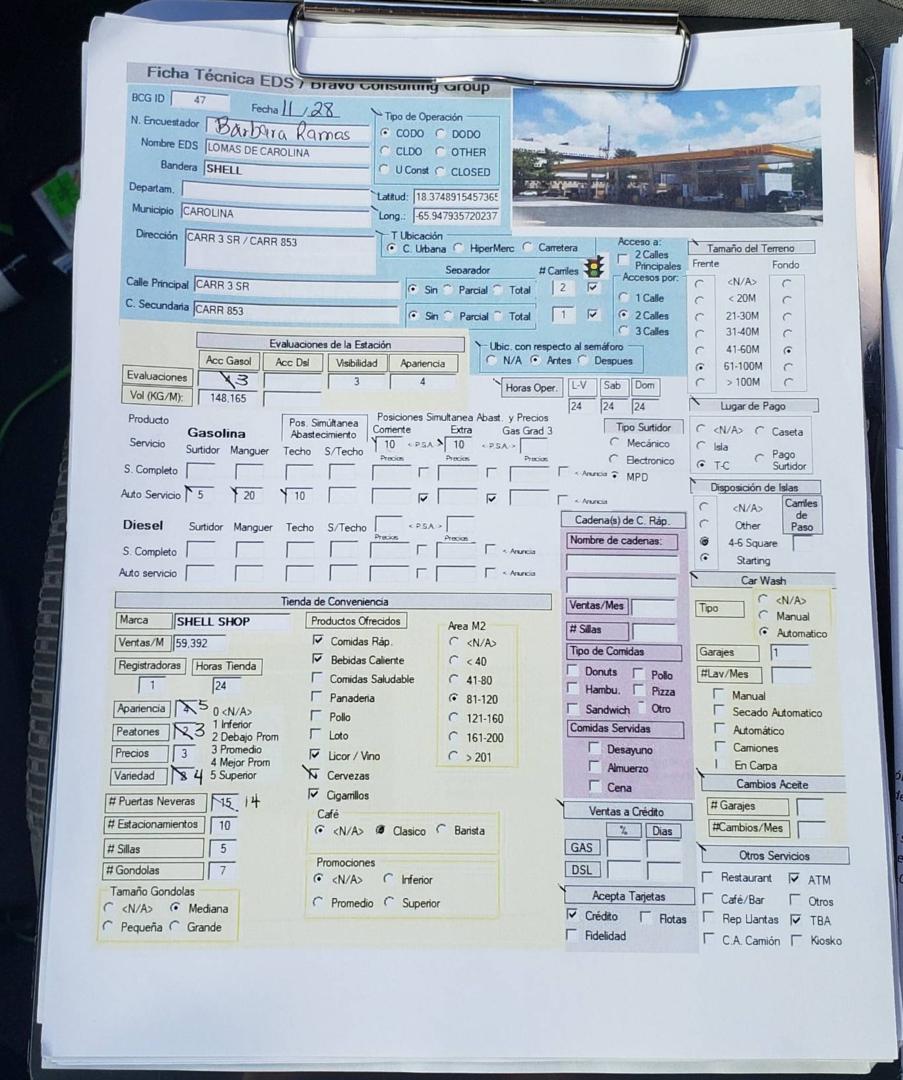 Ficha Técnica EDS / Bravo Consulting Group
BCG ID 47
Fecha 11/28
N. Encuestador Barbara Ramos
Nombre EDS LOMAS DE CAROLINA
Bandera SHELL
Departam.
Municipio CAROLINA
Dirección CARR 3 SR / CARR 853
Calle Principal CARR 3 SR
C. Secundaria CARR 853
Tipo de Operación
CODO DODO
CLDO OTHER
U Const CLOSED
Latitud: 18.3748915457365
Long.: -65.947935720237
T Ubicación
C. Urbana HiperMerc Carretera
Separador # Carriles
Sin Parcial Total 2
Sin Parcial Total 1
Acceso a:
2 Calles
Principales
Accesos por:
1 Calle
2 Calles
3 Calles
Ubic. con respecto al semáforo
N/A Antes Despues
Tamaño del Terreno
Frente Fondo
<N/A>
< 20M
21-30M
31-40M
41-60M
61-100M
> 100M
Evaluaciones de la Estación
Acc Gasol Acc Dsl Visibilidad Apariencia
Evaluaciones 3 3 4
Vol (KG/M): 148,165
Horas Oper. L-V Sab Dom
24 24 24
Lugar de Pago
<N/A> Caseta
Isla
T-C Pago
Surtidor
Producto
Servicio
Gasolina
Surtidor Manguer
Pos. Simúltanea
Abastecimiento
Techo S/Techo
Posiciones Simultanea Abast. y Precios
Corriente Extra Gas Grad 3
10 < P.S.A. > 10 < P.S.A. >
Precios Precios Precios
S. Completo < Anuncia
Auto Servicio 5 20 10 < Anuncia
Tipo Surtidor
Mecánico
Electronico
MPD
Disposición de Islas
<N/A>
Other
4-6 Square
Starting
Carriles
de
Paso
Diesel Surtidor Manguer Techo S/Techo < P.S.A. >
Precios Precios
S. Completo < Anuncia
Auto servicio < Anuncia
Cadena(s) de C. Ráp.
Nombre de cadenas:
Ventas/Mes
# Sillas
Tipo de Comidas
Donuts Pollo
Hambu. Pizza
Sandwich Otro
Comidas Servidas
Desayuno
Almuerzo
Cena
Car Wash
Tipo <N/A>
Manual
Automatico
Garajes 1
#Lav/Mes
Manual
Secado Automatico
Automático
Camiones
En Carpa
Cambios Aceite
# Garajes
#Cambios/Mes
Tienda de Conveniencia
Marca SHELL SHOP
Ventas/M 59,392
Registradoras Horas Tienda
1 24
Apariencia 4 5
Peatones 2 3
Precios 3
Variedad 4
0 <N/A>
1 Inferior
2 Debajo Prom
3 Promedio
4 Mejor Prom
5 Superior
# Puertas Neveras 15 14
# Estacionamientos 10
# Sillas 5
# Gondolas 7
Tamaño Gondolas
<N/A> Mediana
Pequeña Grande
Productos Ofrecidos
Comidas Ráp.
Bebidas Caliente
Comidas Saludable
Panaderia
Pollo
Loto
Licor / Vino
Cervezas
Cigarrillos
Area M2
<N/A>
< 40
41-80
81-120
121-160
161-200
> 201
Café
<N/A> Clasico Barista
Promociones
<N/A> Inferior
Promedio Superior
Ventas a Crédito
% Dias
GAS
DSL
Acepta Tarjetas
Crédito Flotas
Fidelidad
Otros Servicios
Restaurant ATM
Café/Bar Otros
Rep Llantas TBA
C.A. Camión Kiosko